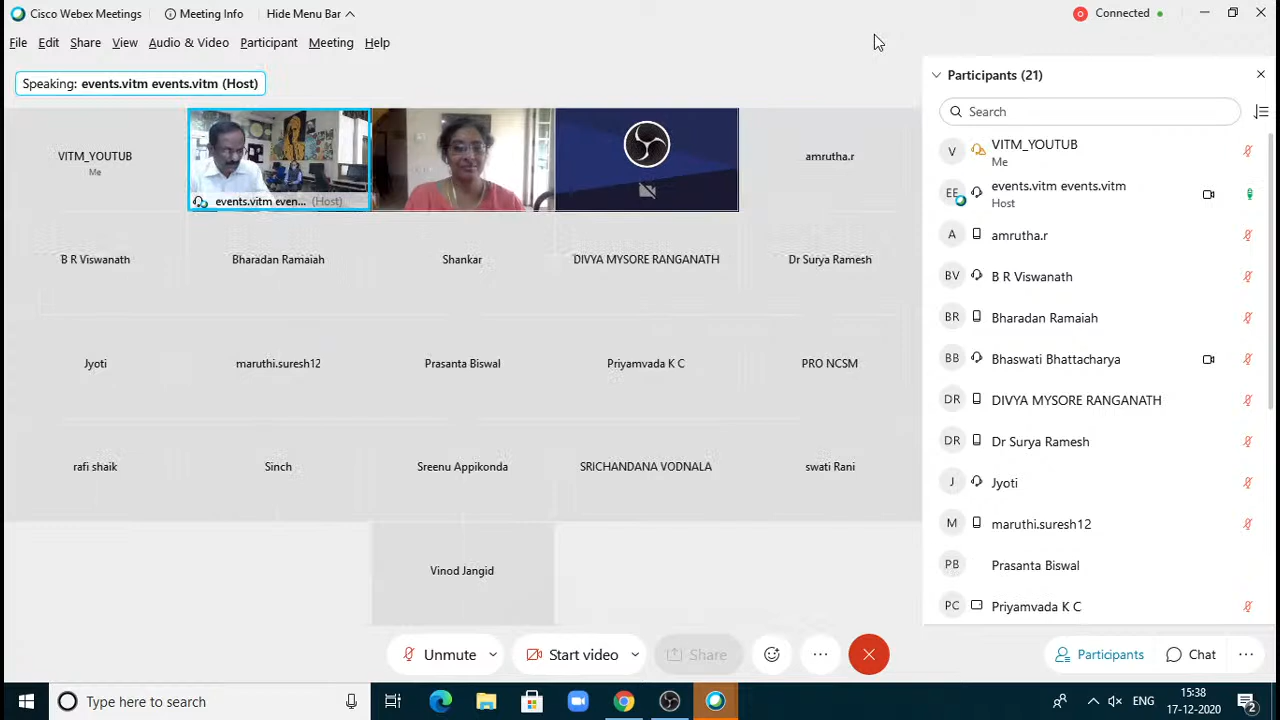 Cisco Webex Meetings
Meeting Info
Hide Menu Bar
Connected
File Edit Share View Audio & Video Participant Meeting Help
Speaking: events.vitm events.vitm (Host)
VITM_YOUTUB
Me
events.vitm even... (Host)
amrutha.r
B R Viswanath
Bharadan Ramaiah
Shankar
DIVYA MYSORE RANGANATH
Dr Surya Ramesh
Jyoti
maruthi.suresh12
Prasanta Biswal
Priyamvada K C
PRO NCSM
rafi shaik
Sinch
Sreenu Appikonda
SRICHANDANA VODNALA
swati Rani
Vinod Jangid
Participants (21)
Search
V VITM_YOUTUB
Me
EE events.vitm events.vitm
Host
A amrutha.r
BV B R Viswanath
BR Bharadan Ramaiah
BB Bhaswati Bhattacharya
DR DIVYA MYSORE RANGANATH
DR Dr Surya Ramesh
J Jyoti
M maruthi.suresh12
PB Prasanta Biswal
PC Priyamvada K C
Unmute
Start video
Share
Participants
Chat
Type here to search
ENG
15:38
17-12-2020
2